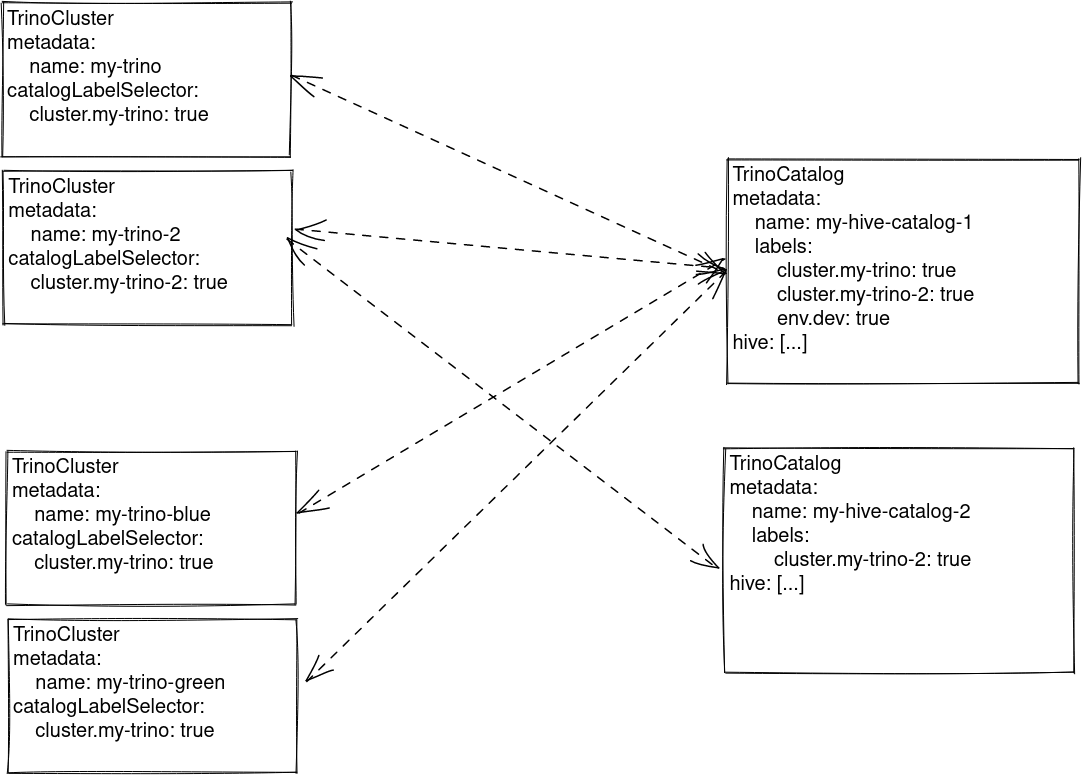 TrinoCluster
metadata:
name: my-trino
catalogLabelSelector:
cluster.my-trino: true
TrinoCluster
metadata:
name: my-trino-2
catalogLabelSelector:
cluster.my-trino-2: true
TrinoCluster
metadata:
name: my-trino-blue
catalogLabelSelector:
cluster.my-trino: true
TrinoCluster
metadata:
name: my-trino-green
catalogLabelSelector:
cluster.my-trino: true
TrinoCatalog
metadata:
name: my-hive-catalog-1
labels:
cluster.my-trino: true
cluster.my-trino-2: true
env.dev: true
hive: [...]
TrinoCatalog
metadata:
name: my-hive-catalog-2
labels:
cluster.my-trino-2: true
hive: [...]